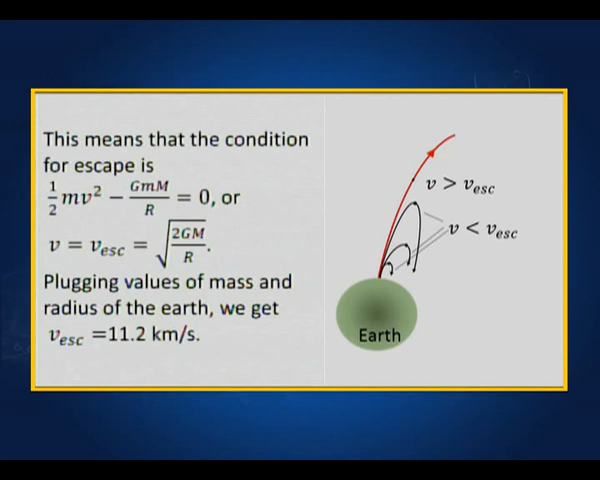 This means that the condition
for escape is
½mv² − GmM/R = 0, or
v = v_esc = √(2GM/R).
Plugging values of mass and
radius of the earth, we get
v_esc =11.2 km/s.
v > v_esc
v < v_esc
Earth